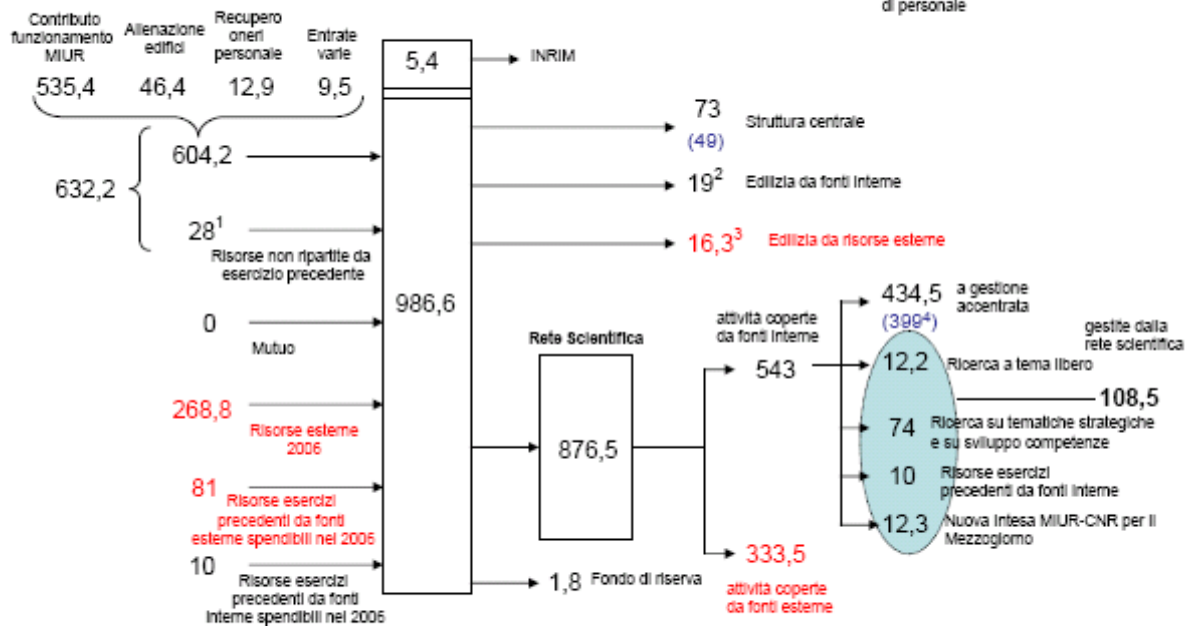 di personale
Contributo
funzionamento
MIUR
Alienazione
edifici
Recupero
oneri
personale
Entrate
varie
535,4
46,4
12,9
9,5
5,4
INRIM
73
(49)
Struttura centrale
604,2
632,2
19²
Edilizia da fonti interne
28¹
Risorse non ripartite da
esercizio precedente
16,3³
Edilizia da risorse esterne
986,6
0
Mutuo
Rete Scientifica
876,5
attività coperte
da fonti interne
543
434,5
(399⁴)
a gestione
accentrata
gestite dalla
rete scientifica
12,2
Ricerca a tema libero
108,5
74
Ricerca su tematiche strategiche
e su sviluppo competenze
10
Risorse esercizi
precedenti da fonti interne
12,3
Nuova Intesa MIUR-CNR per il
Mezzogiorno
268,8
Risorse esterne
2006
81
Risorse esercizi
precedenti da fonti
esterne spendibili nel 2006
10
Risorse esercizi
precedenti da fonti
interne spendibili nel 2006
1,8
Fondo di riserva
333,5
attività coperte
da fonti esterne